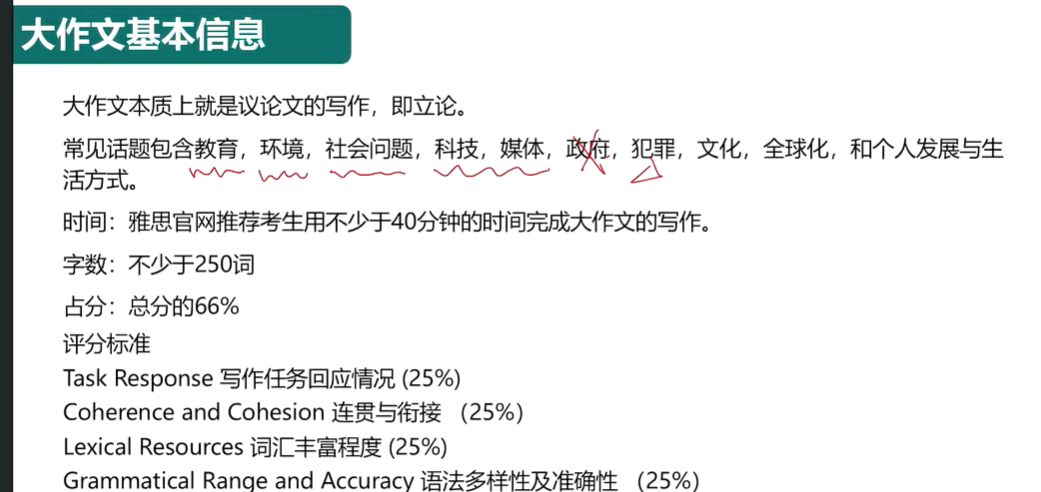 大作文基本信息
大作文本质上就是议论文的写作，即立论。
常见话题包含教育，环境，社会问题，科技，媒体，政府，犯罪，文化，全球化，和个人发展与生
活方式。
时间：雅思官网推荐考生用不少于40分钟的时间完成大作文的写作。
字数：不少于250词
占分：总分的66%
评分标准
Task Response 写作任务回应情况 (25%)
Coherence and Cohesion 连贯与衔接 （25%）
Lexical Resources 词汇丰富程度 (25%)
Grammatical Range and Accuracy 语法多样性及准确性 （25%）